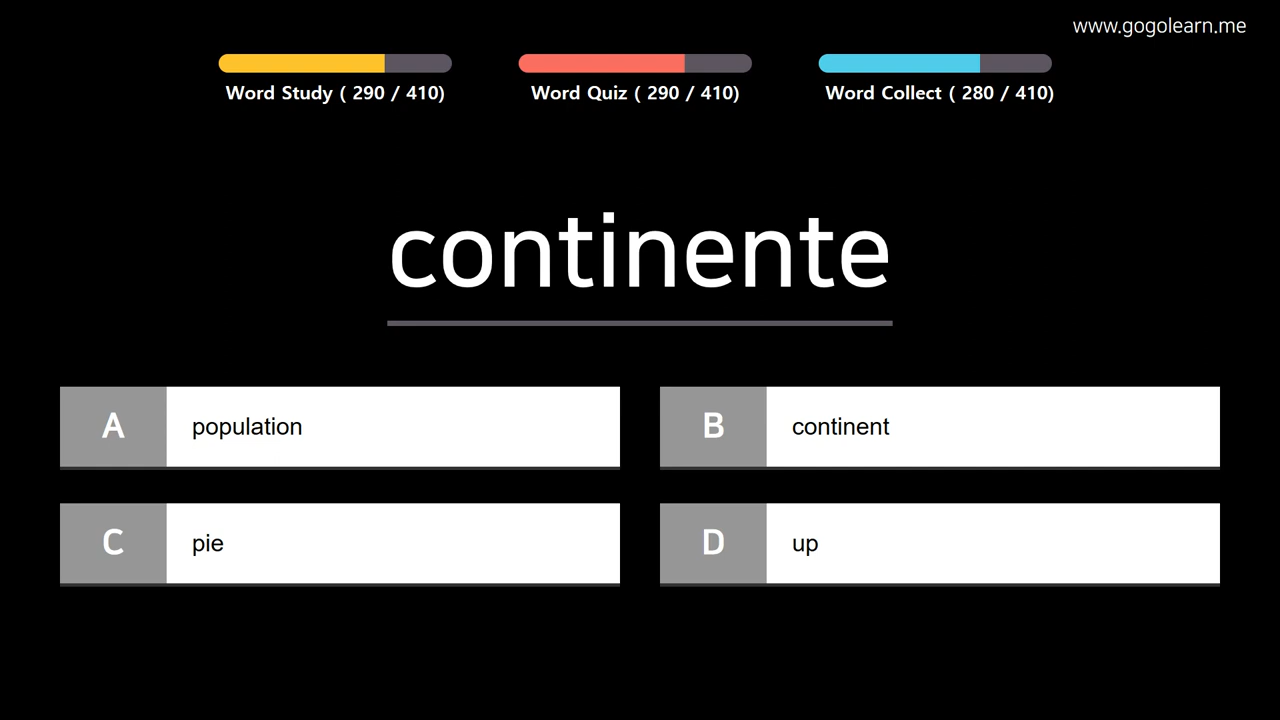 www.gogolearn.me
Word Study ( 290 / 410)
Word Quiz ( 290 / 410)
Word Collect ( 280 / 410)
continente
A population
B continent
C pie
D up